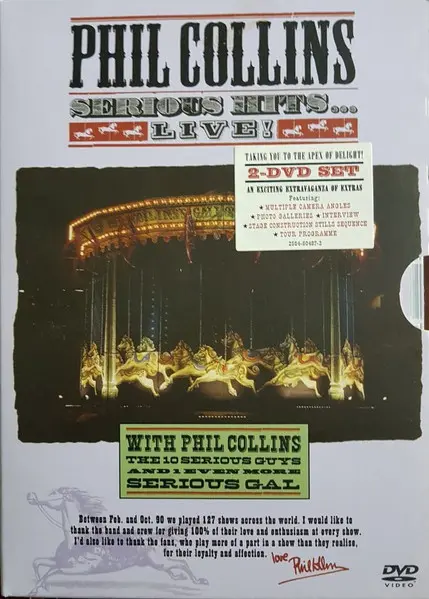 PHIL COLLINS
SERIOUS HITS...
LIVE!
TAKING YOU TO THE APEX OF DELIGHT!
2-DVD SET
AN EXCITING EXTRAVAGANZA OF EXTRAS
Featuring:
★ MULTIPLE CAMERA ANGLES
★ PHOTO GALLERIES ★ INTERVIEW
★ STAGE CONSTRUCTION STILLS SEQUENCE
★ TOUR PROGRAMME
2564-60487-2
WITH PHIL COLLINS
THE 10 SERIOUS GUYS
AND 1 EVEN MORE
SERIOUS GAL
Between Feb. and Oct. 90 we played 127 shows across the world. I would like to
thank the band and crew for giving 100% of their love and enthusiasm at every show.
I'd also like to thank the fans, who play more of a part in a show than they realise,
for their loyalty and affection.
love, Phil Collins
DVD
VIDEO